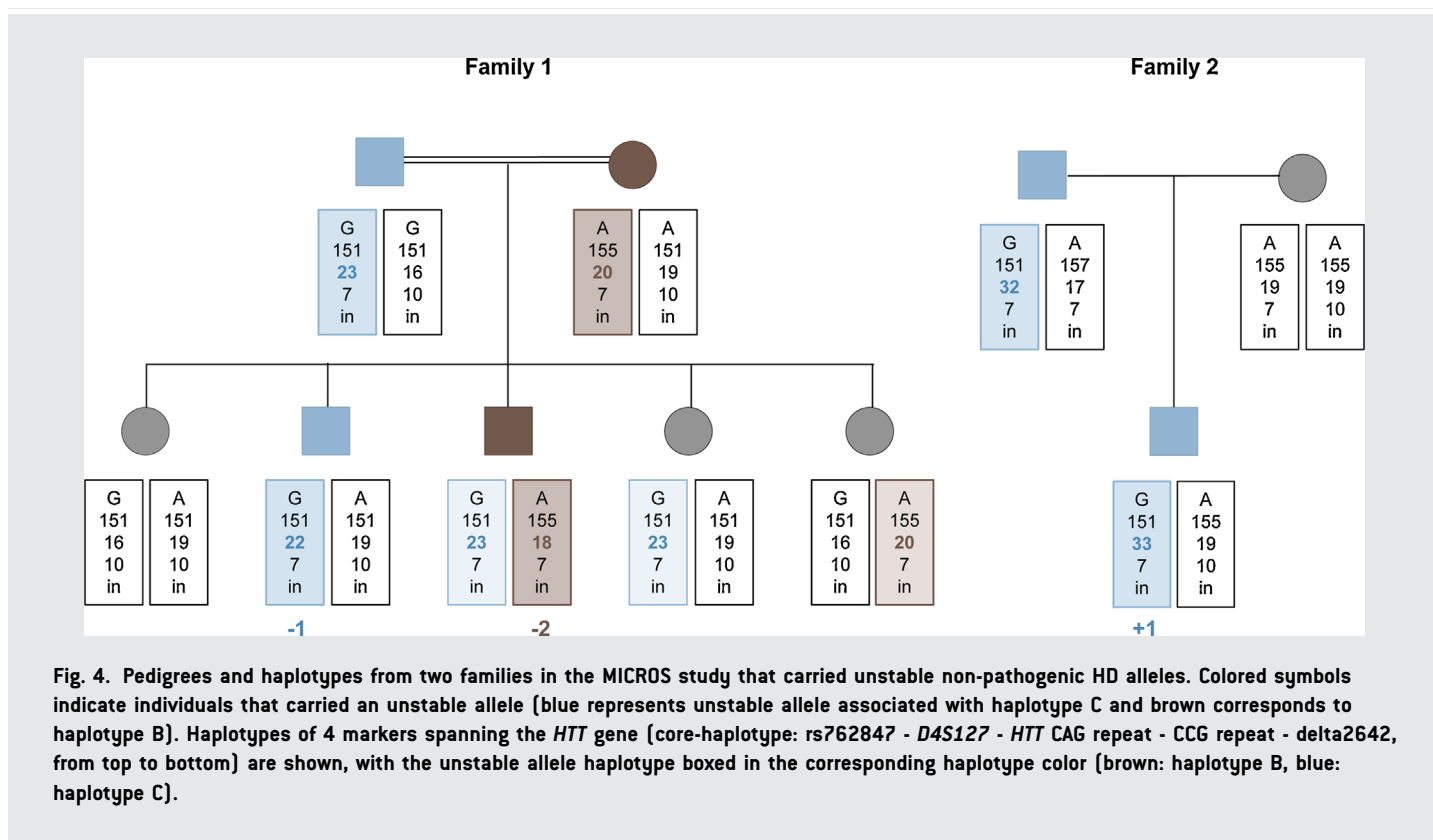 Family 1
Family 2
G G A A
151 151 155 151
23 16 20 19
7 10 7 10
in in in in
G A A A
151 157 155 155
32 17 19 19
7 7 7 10
in in in in
G A G A G A G A G A
151 151 151 151 151 155 151 151 151 155
16 19 22 19 23 18 23 19 16 20
10 10 7 10 7 7 7 10 10 7
in in in in in in in in in in
-1 -2
G A
151 155
33 19
7 10
in in
+1
Fig. 4. Pedigrees and haplotypes from two families in the MICROS study that carried unstable non-pathogenic HD alleles. Colored symbols
indicate individuals that carried an unstable allele (blue represents unstable allele associated with haplotype C and brown corresponds to
haplotype B). Haplotypes of 4 markers spanning the HTT gene (core-haplotype: rs762847 - D4S127 - HTT CAG repeat - CCG repeat - delta2642,
from top to bottom) are shown, with the unstable allele haplotype boxed in the corresponding haplotype color (brown: haplotype B, blue:
haplotype C).